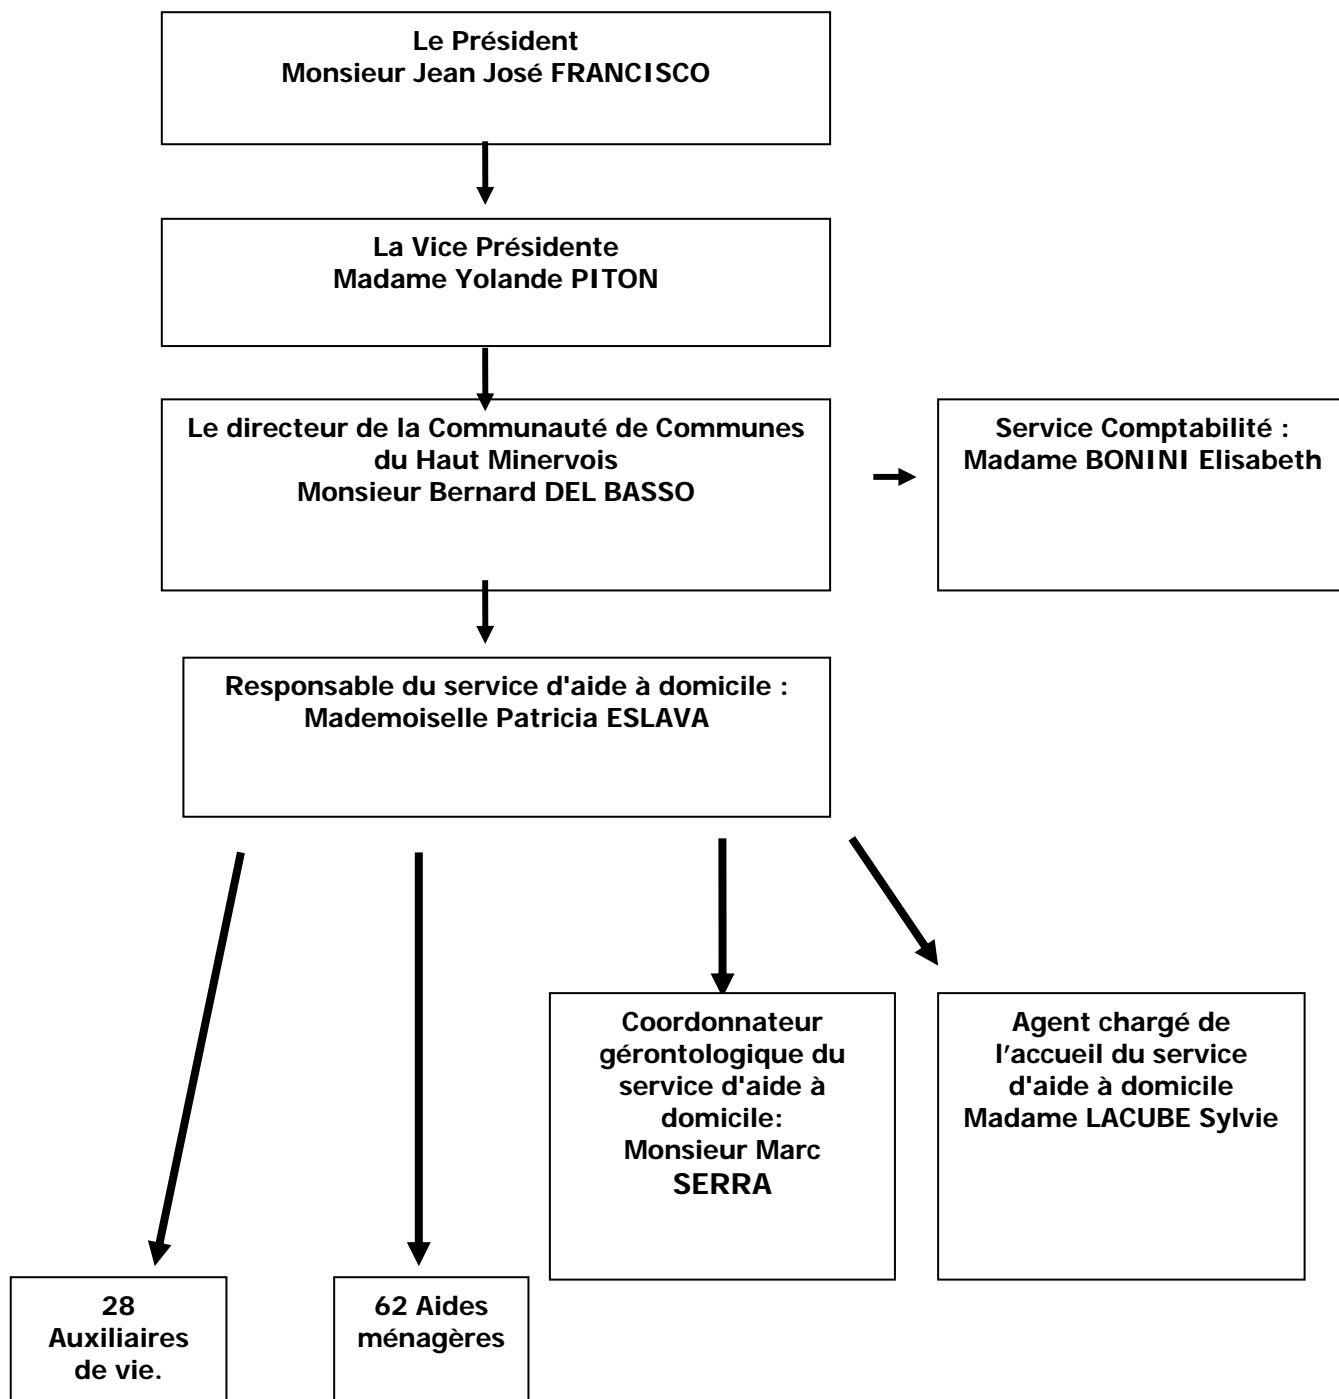 Le Président
Monsieur Jean José FRANCISCO
La Vice Présidente
Madame Yolande PITON
Le directeur de la Communauté de Communes
du Haut Minervois
Monsieur Bernard DEL BASSO
Service Comptabilité :
Madame BONINI Elisabeth
Responsable du service d'aide à domicile :
Mademoiselle Patricia ESLAVA
Coordonnateur
gérontologique du
service d'aide à
domicile:
Monsieur Marc
SERRA
Agent chargé de
l’accueil du service
d'aide à domicile
Madame LACUBE Sylvie
28
Auxiliaires
de vie.
62 Aides
ménagères